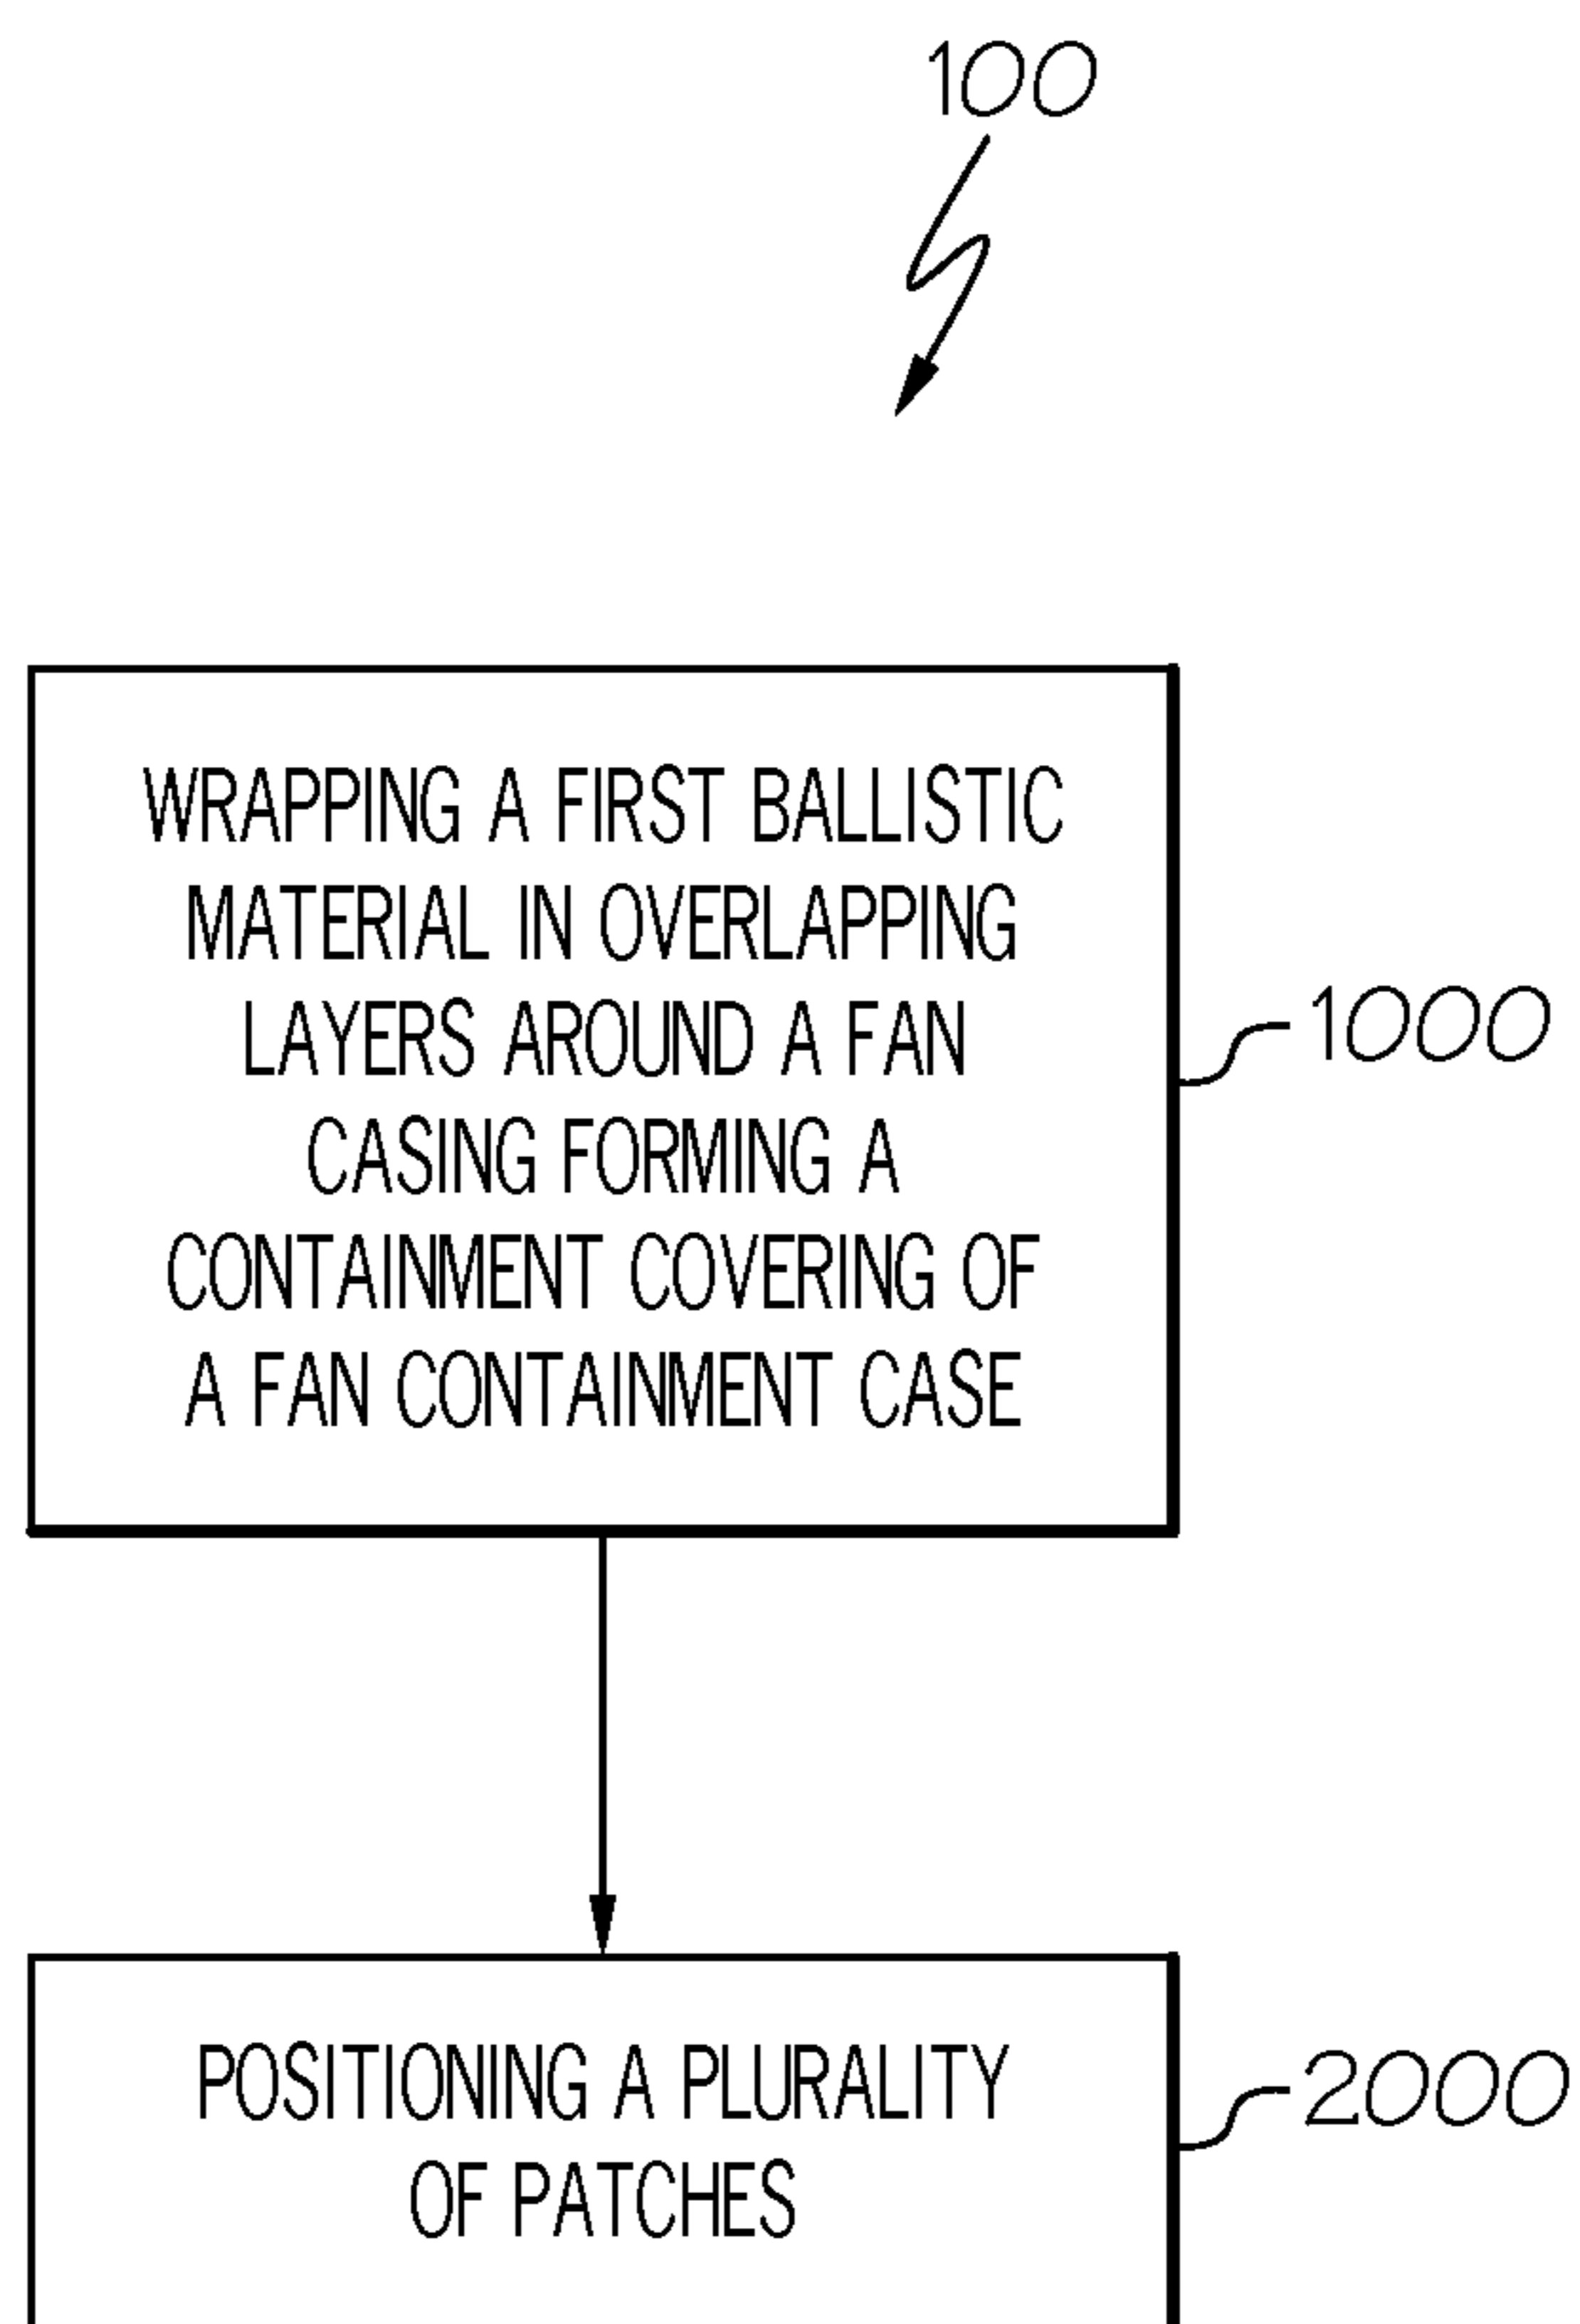 100
WRAPPING A FIRST BALLISTIC
MATERIAL IN OVERLAPPING
LAYERS AROUND A FAN
CASING FORMING A
CONTAINMENT COVERING OF
A FAN CONTAINMENT CASE
1000
POSITIONING A PLURALITY
OF PATCHES
2000